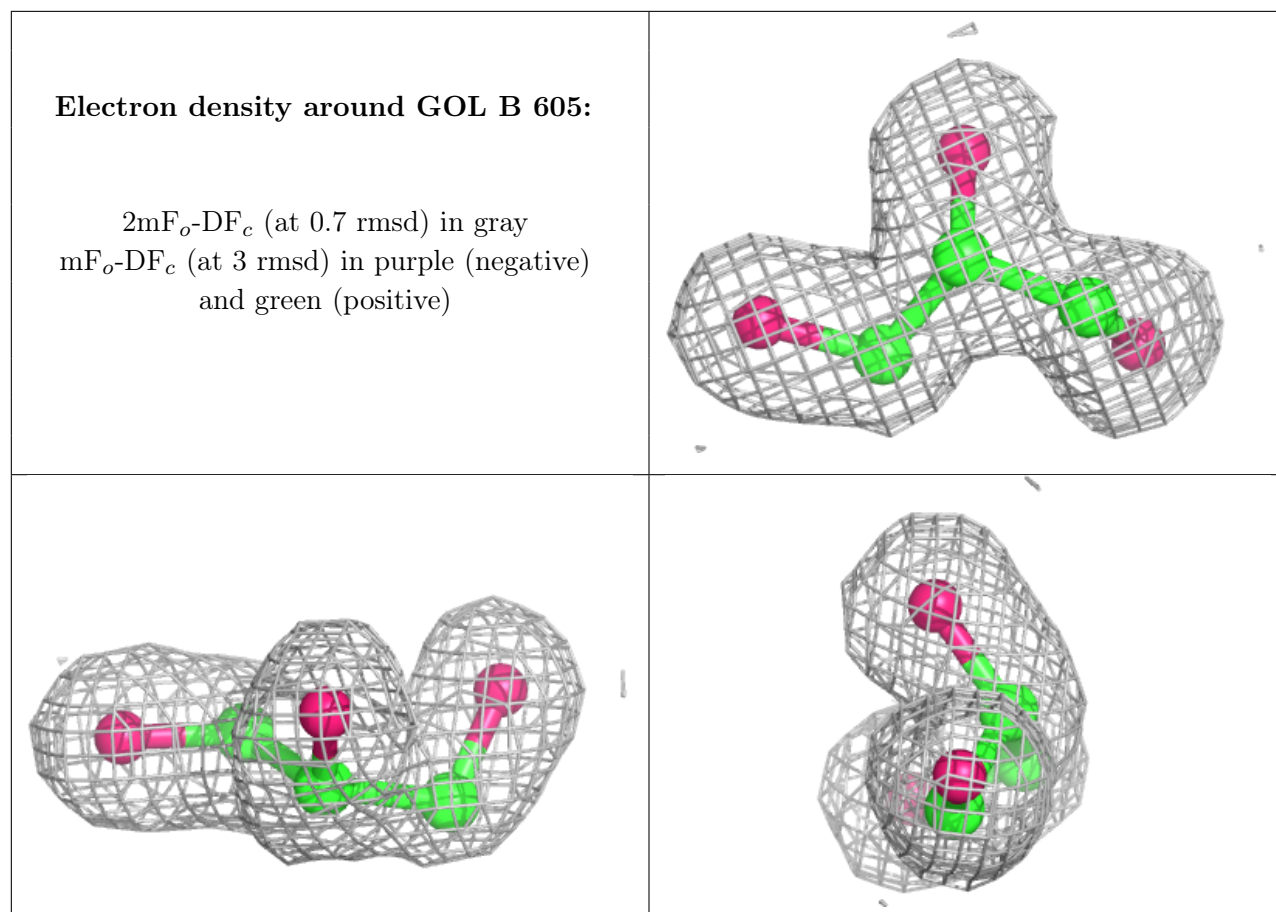 Electron density around GOL B 605:
2mFo-DFc (at 0.7 rmsd) in gray
mFo-DFc (at 3 rmsd) in purple (negative)
and green (positive)